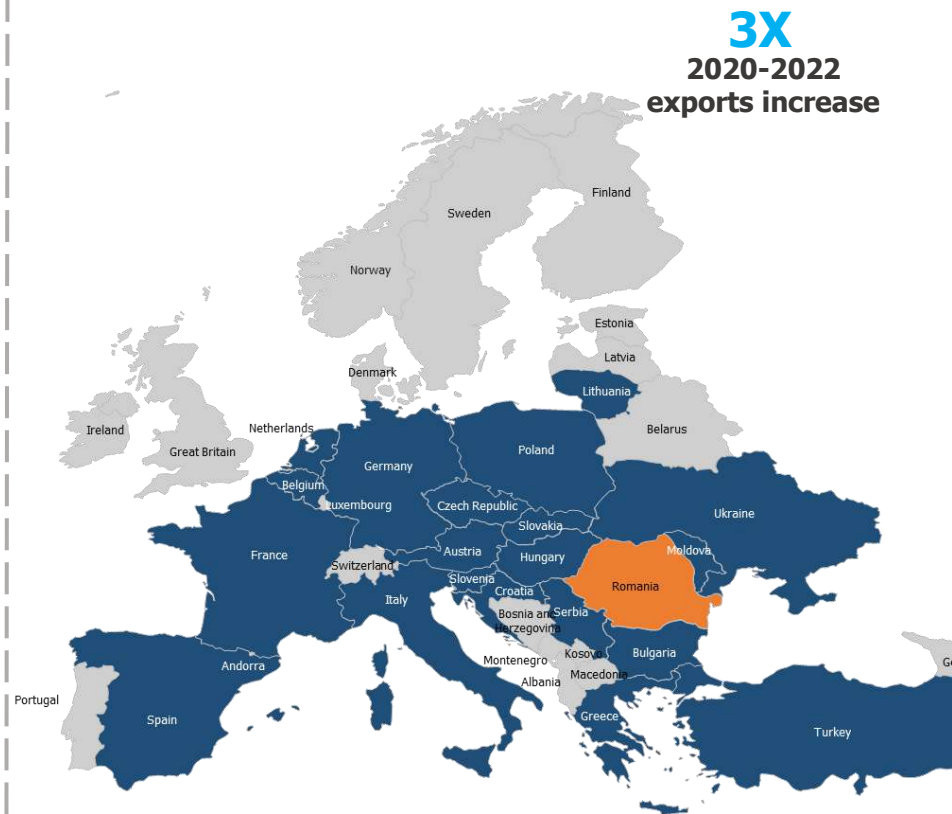 3X
2020-2022
exports increase
Finland
Sweden
Norway
Estonia
Latvia
Denmark
Lithuania
Ireland
Netherlands
Belarus
Great Britain
Poland
Germany
Belgium
Luxembourg
Czech Republic
Ukraine
Slovakia
France
Austria
Hungary
Moldova
Switzerland
Slovenia
Romania
Croatia
Italy
Bosnia and
Herzegovina
Serbia
Kosovo
Bulgaria
Montenegro
Andorra
Macedonia
Albania
Portugal
Spain
Greece
Turkey